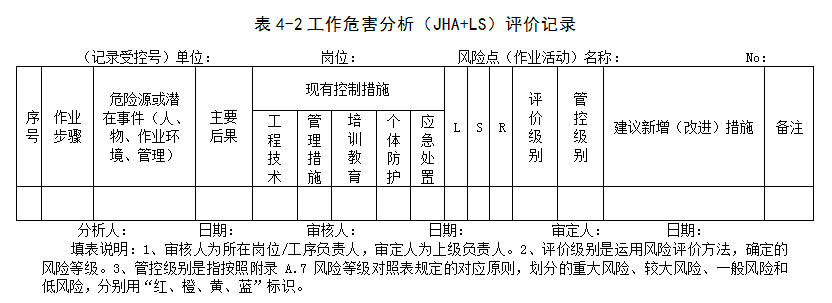 表 4-2 工作危害分析（JHA+LS）评价记录
（记录受控号）单位： 岗位： 风险点（作业活动）名称： No：
序号 作业步骤 危险源或潜在事件（人、物、作业环境、管理） 主要后果 现有控制措施 L S R 评价级别 管控级别 建议新增（改进）措施 备注
工程技术 管理措施 培训教育 个体防护 应急处置
分析人： 日期： 审核人： 日期： 审定人： 日期：
填表说明：1、审核人为所在岗位/工序负责人，审定人为上级负责人。2、评价级别是运用风险评价方法，确定的
风险等级。3、管控级别是指按照附录 A.7 风险等级对照表规定的对应原则，划分的重大风险、较大风险、一般风险和
低风险，分别用“红、橙、黄、蓝”标识。